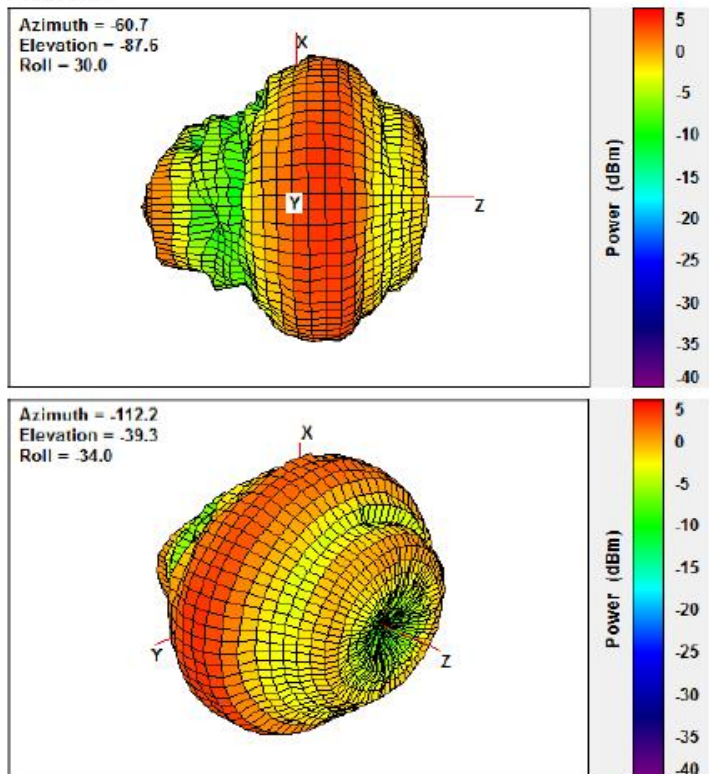 Azimuth = -60.7
Elevation = -87.6
Roll = 30.0
X
Y
Z
5
0
-5
-10
-15
-20
-25
-30
-35
-40
Power (dBm)
Azimuth = -112.2
Elevation = -39.3
Roll = -34.0
X
Y
Z
5
0
-5
-10
-15
-20
-25
-30
-35
-40
Power (dBm)